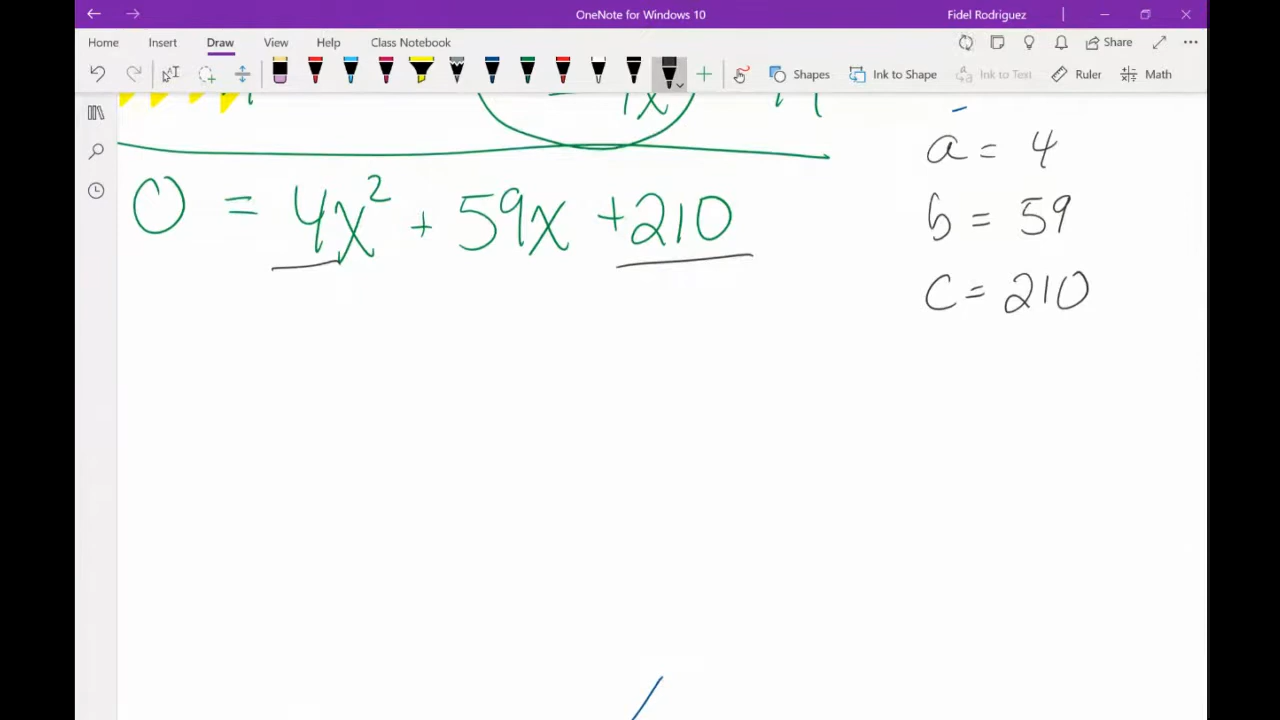 OneNote for Windows 10
Fidel Rodriguez
Home Insert Draw View Help Class Notebook
Share
Shapes Ink to Shape Ink to Text Ruler Math
a = 4
0 = 4x² + 59x + 210
b = 59
c = 210